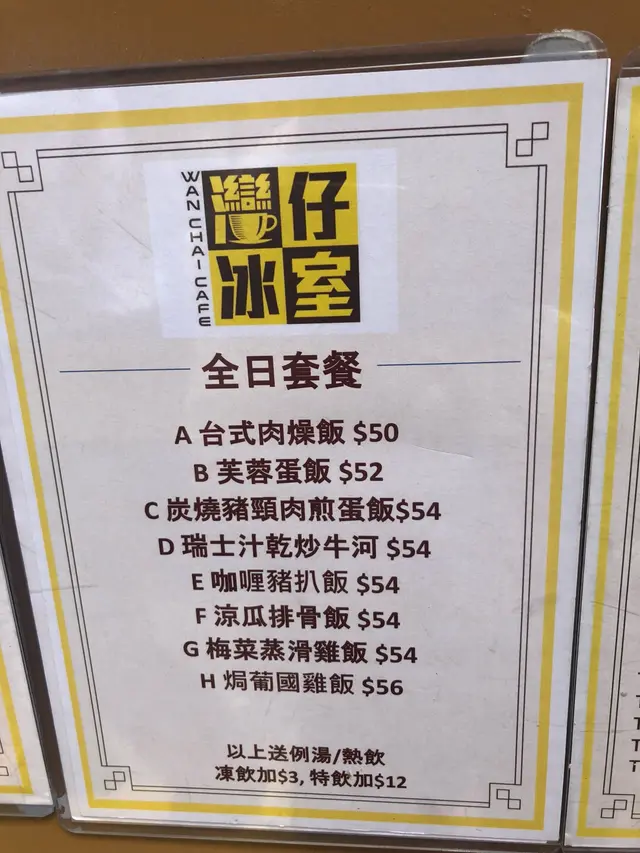 WAN CHAI CAFE
灣仔
冰室
全日套餐
A 台式肉燥飯 $50
B 芙蓉蛋飯 $52
C 炭燒豬頸肉煎蛋飯$54
D 瑞士汁乾炒牛河 $54
E 咖喱豬扒飯 $54
F 涼瓜排骨飯 $54
G 梅菜蒸滑雞飯 $54
H 焗葡國雞飯 $56
以上送例湯/熱飲
凍飲加$3, 特飲加$12